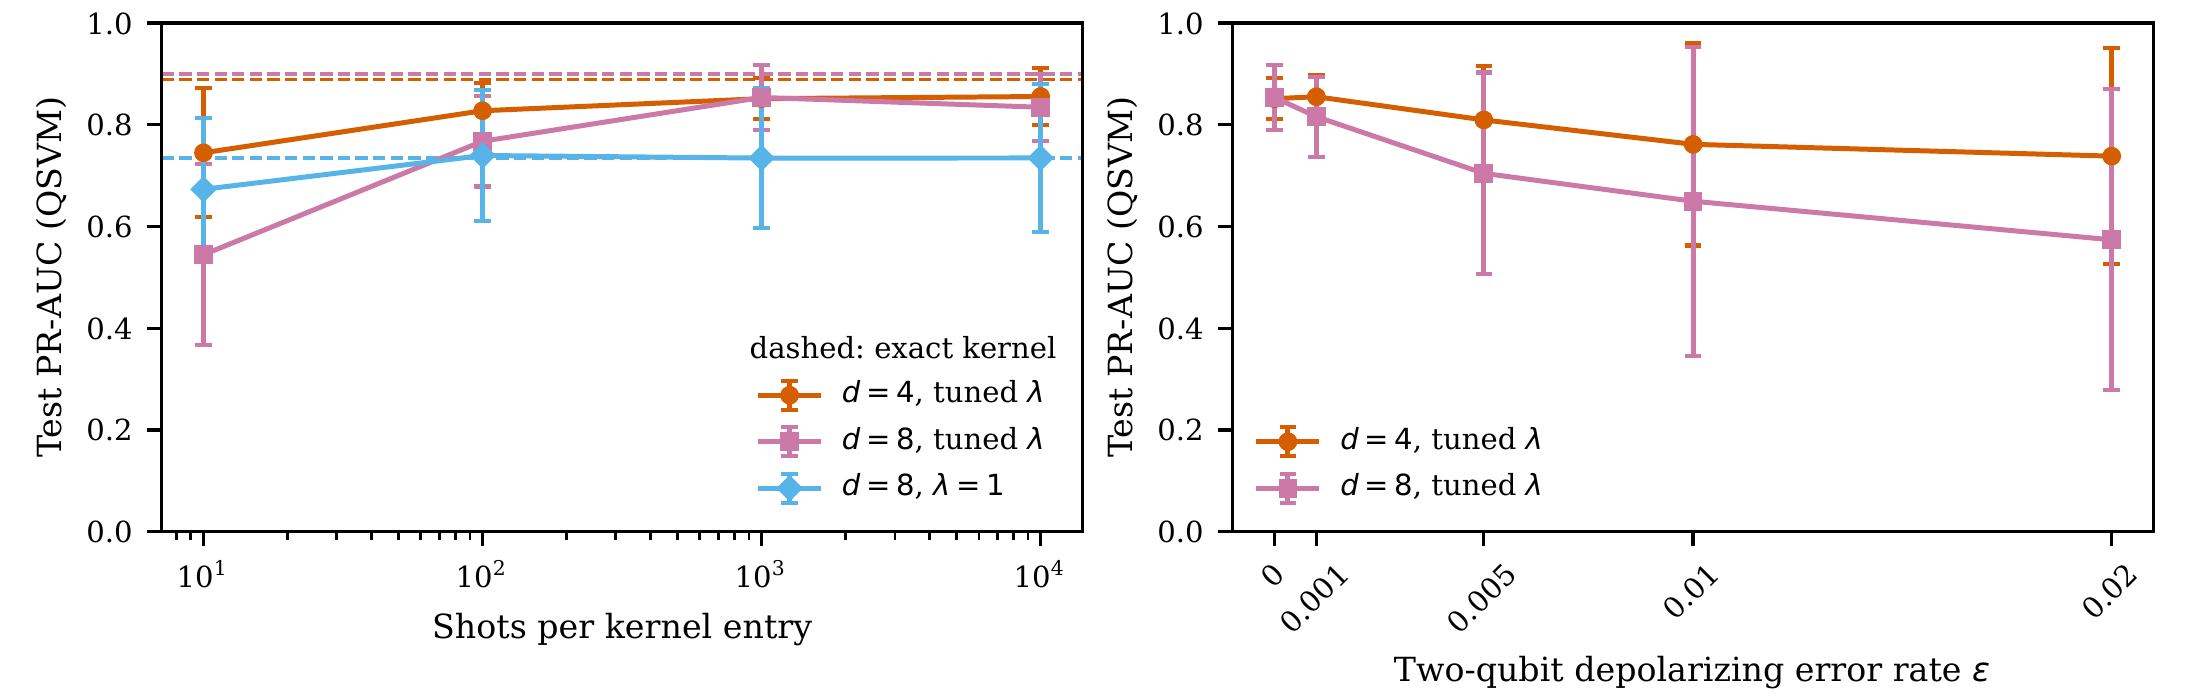 Test PR-AUC (QSVM)
1.0
0.8
0.6
0.4
0.2
0.0
dashed: exact kernel
d = 4, tuned λ
d = 8, tuned λ
d = 8, λ = 1
10¹ 10² 10³ 10⁴
Shots per kernel entry
Test PR-AUC (QSVM)
1.0
0.8
0.6
0.4
0.2
0.0
d = 4, tuned λ
d = 8, tuned λ
0 0.001 0.005 0.01 0.02
Two-qubit depolarizing error rate ε